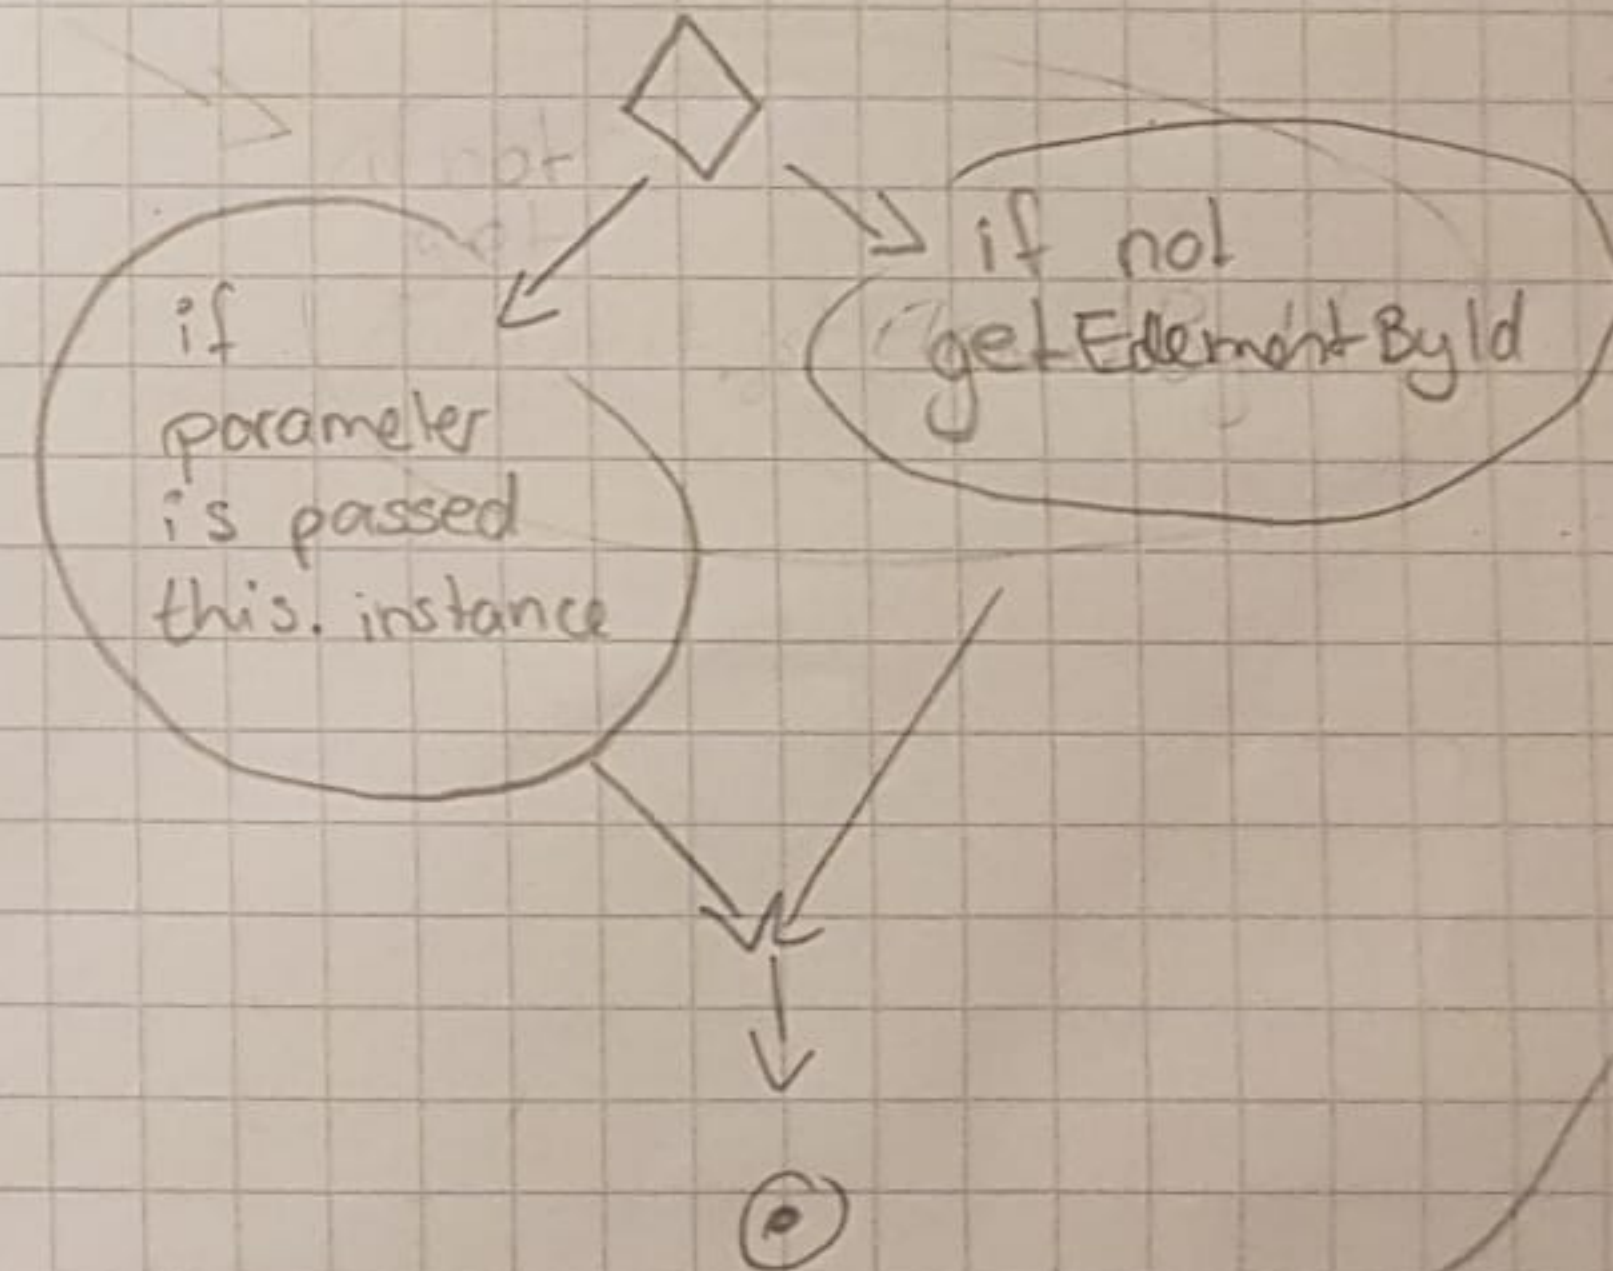 if
parameter
is passed
this. instance
if not
getElementById